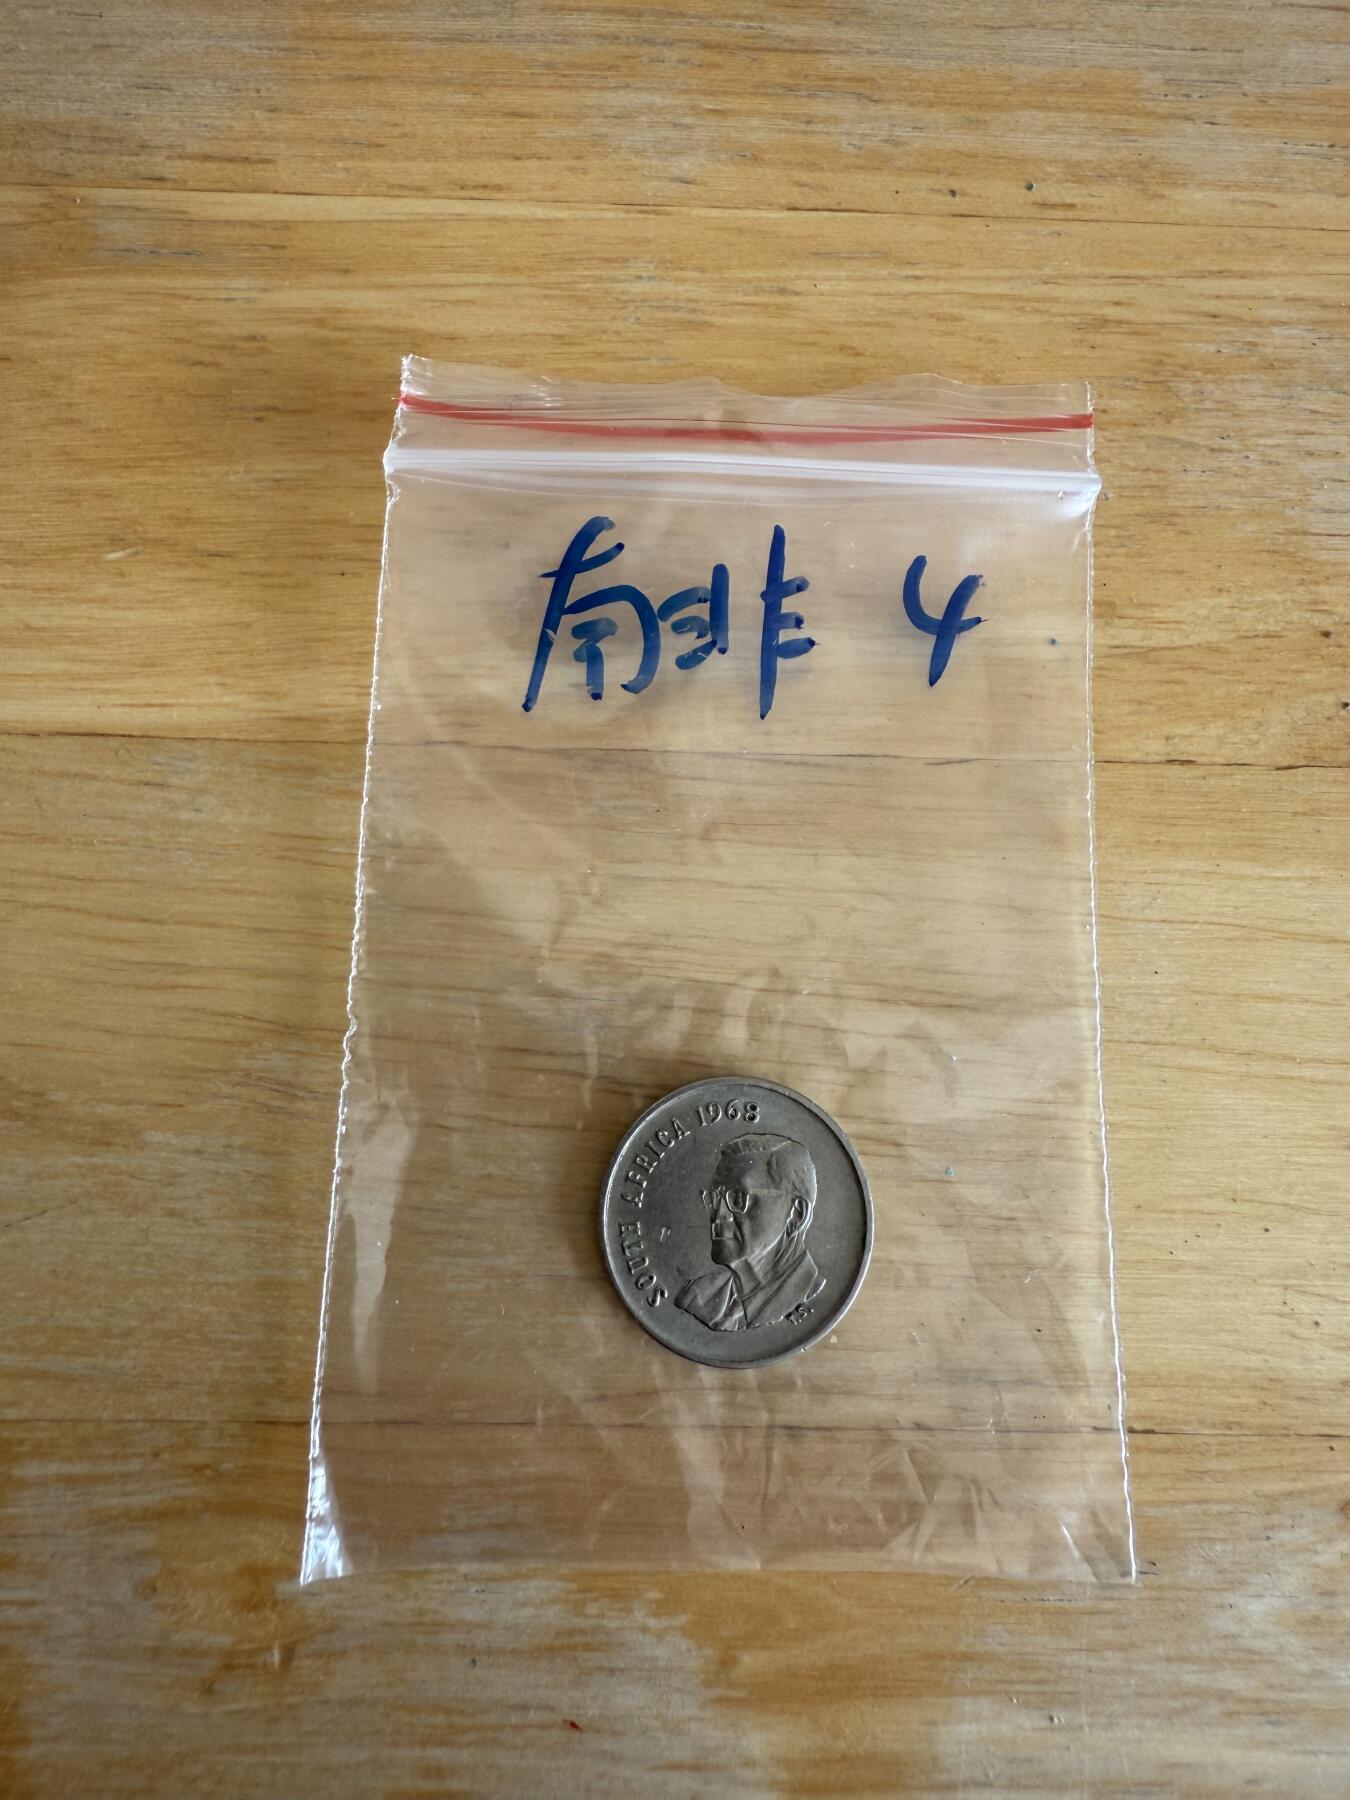 南非 4
SOUTH AFRICA 1968
T.S.